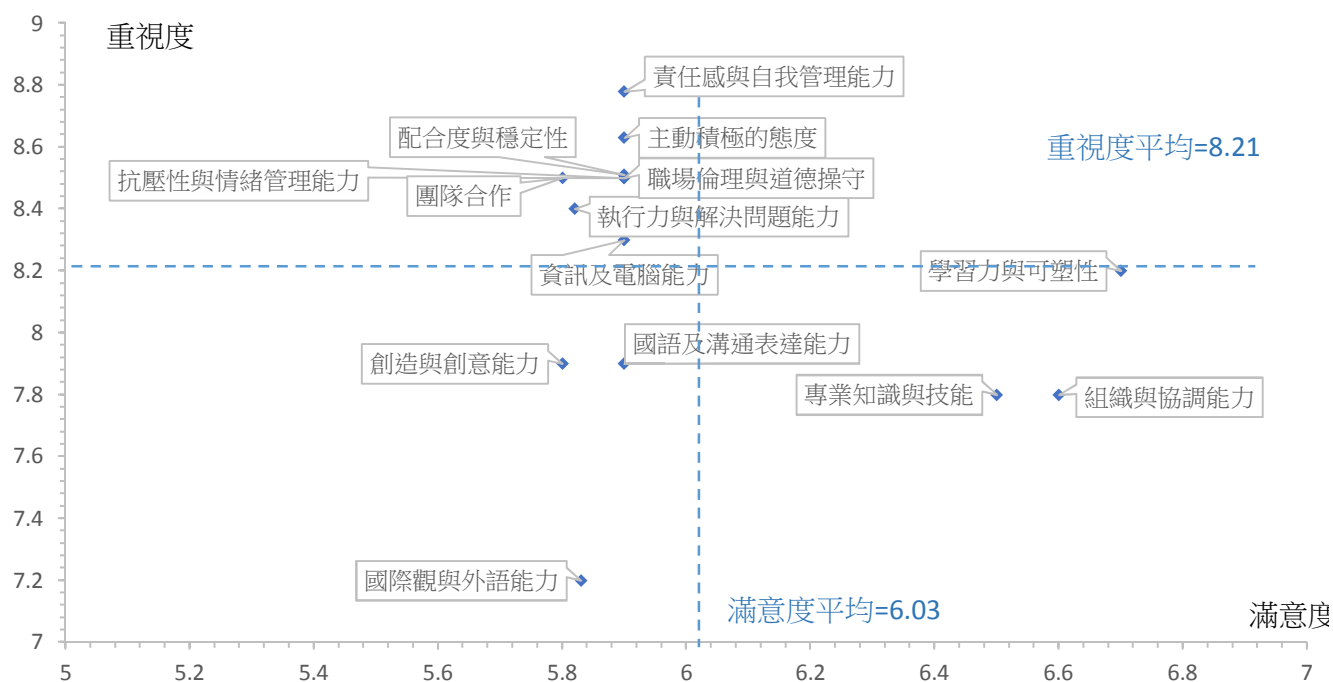 9
重視度
8.8
責任感與自我管理能力
8.6
配合度與穩定性
主動積極的態度
重視度平均=8.21
抗壓性與情緒管理能力
團隊合作
職場倫理與道德操守
8.4
執行力與解決問題能力
8.2
資訊及電腦能力
學習力與可塑性
8
國語及溝通表達能力
創造與創意能力
7.8
專業知識與技能
組織與協調能力
7.6
7.4
7.2
國際觀與外語能力
滿意度平均=6.03
滿意度
7
5
5.2
5.4
5.6
5.8
6
6.2
6.4
6.6
6.8
7